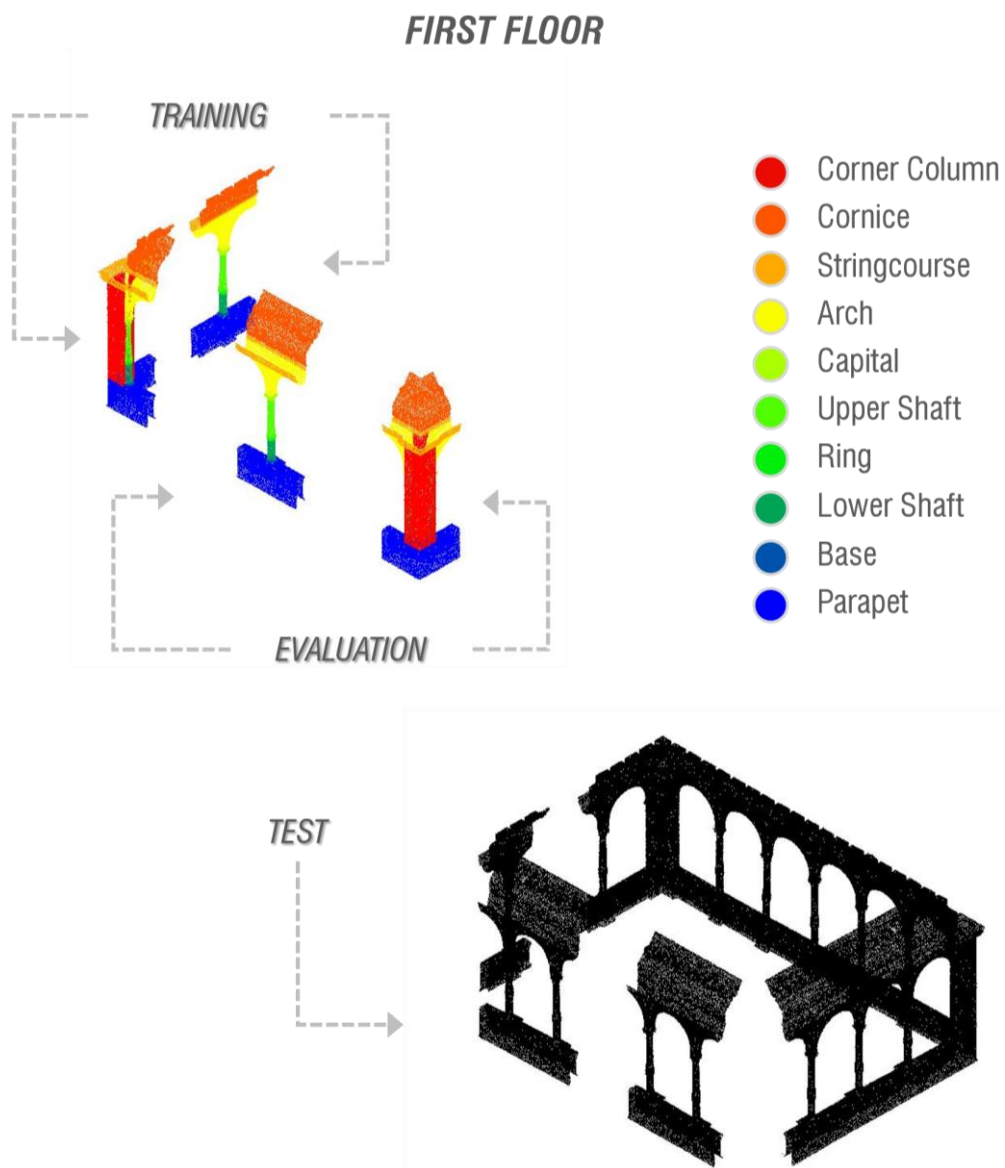 FIRST FLOOR
TRAINING
Corner Column
Cornice
Stringcourse
Arch
Capital
Upper Shaft
Ring
Lower Shaft
Base
Parapet
EVALUATION
TEST